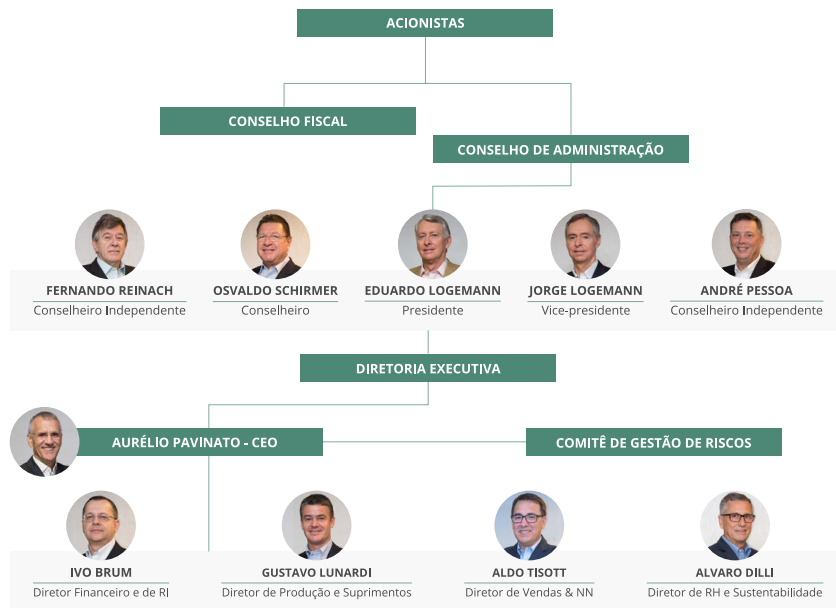 ACIONISTAS
CONSELHO FISCAL
CONSELHO DE ADMINISTRAÇÃO
FERNANDO REINACH
Conselheiro Independente
OSVALDO SCHIRMER
Conselheiro
EDUARDO LOGEMANN
Presidente
JORGE LOGEMANN
Vice-presidente
ANDRÉ PESSOA
Conselheiro Independente
DIRETORIA EXECUTIVA
AURÉLIO PAVINATO - CEO
COMITÊ DE GESTÃO DE RISCOS
IVO BRUM
Diretor Financeiro e de RI
GUSTAVO LUNARDI
Diretor de Produção e Suprimentos
ALDO TISOTT
Diretor de Vendas & NN
ALVARO DILLI
Diretor de RH e Sustentabilidade